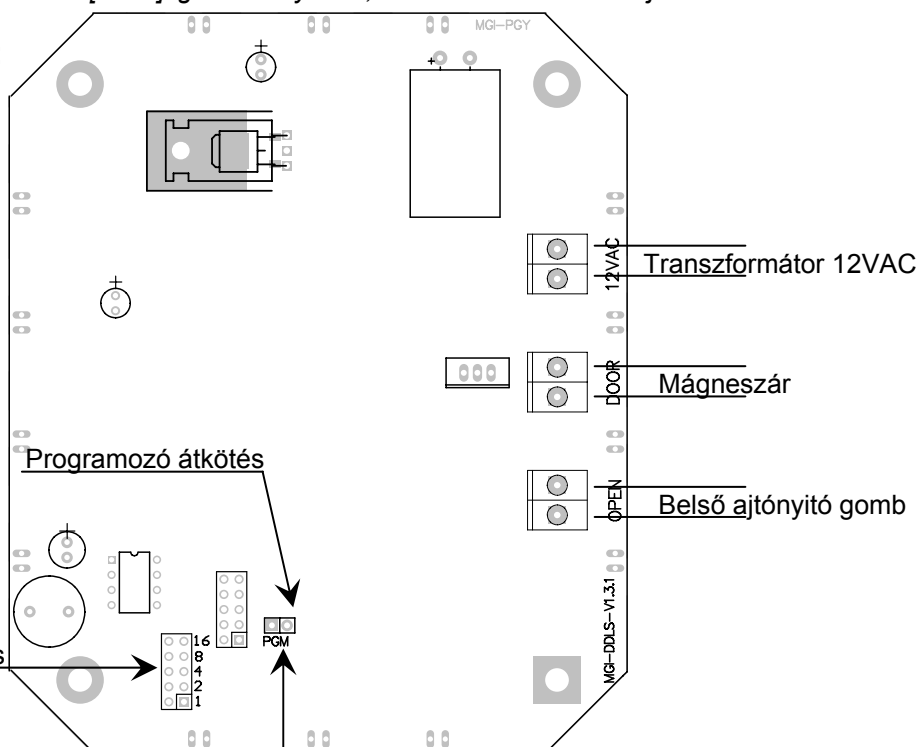 MGI-PGY
+
+
12VAC
Transzformátor 12VAC
+
DOOR
Mágneszár
Programozó átkötés
OPEN
Belső ajtónyitó gomb
+
PGM
16
8
4
2
1
MGI-DDLS-V1.3.1